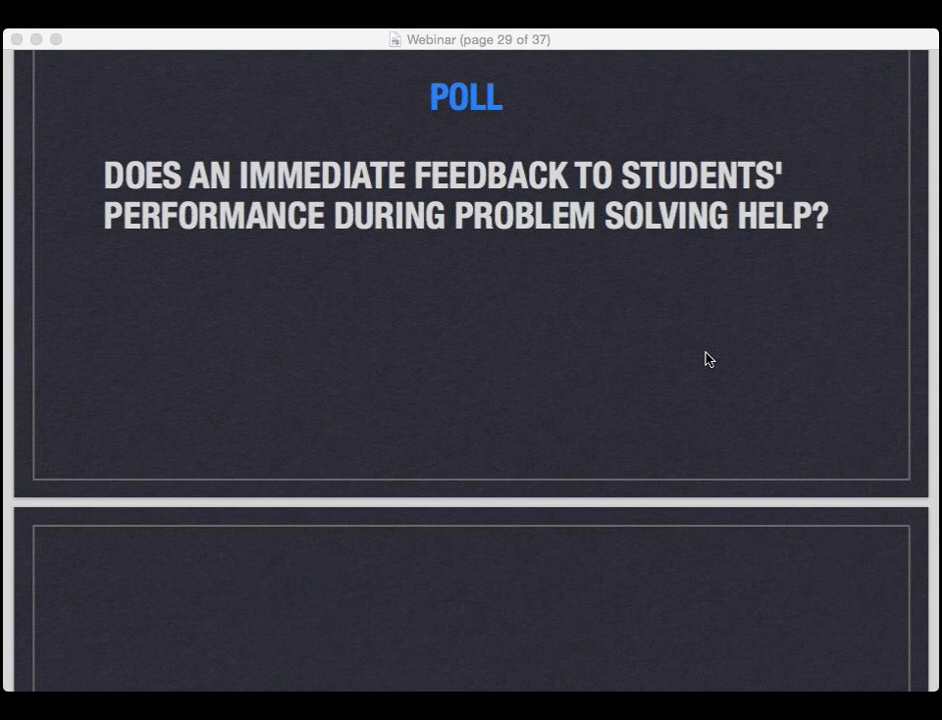 Webinar (page 29 of 37)
POLL
DOES AN IMMEDIATE FEEDBACK TO STUDENTS'
PERFORMANCE DURING PROBLEM SOLVING HELP?